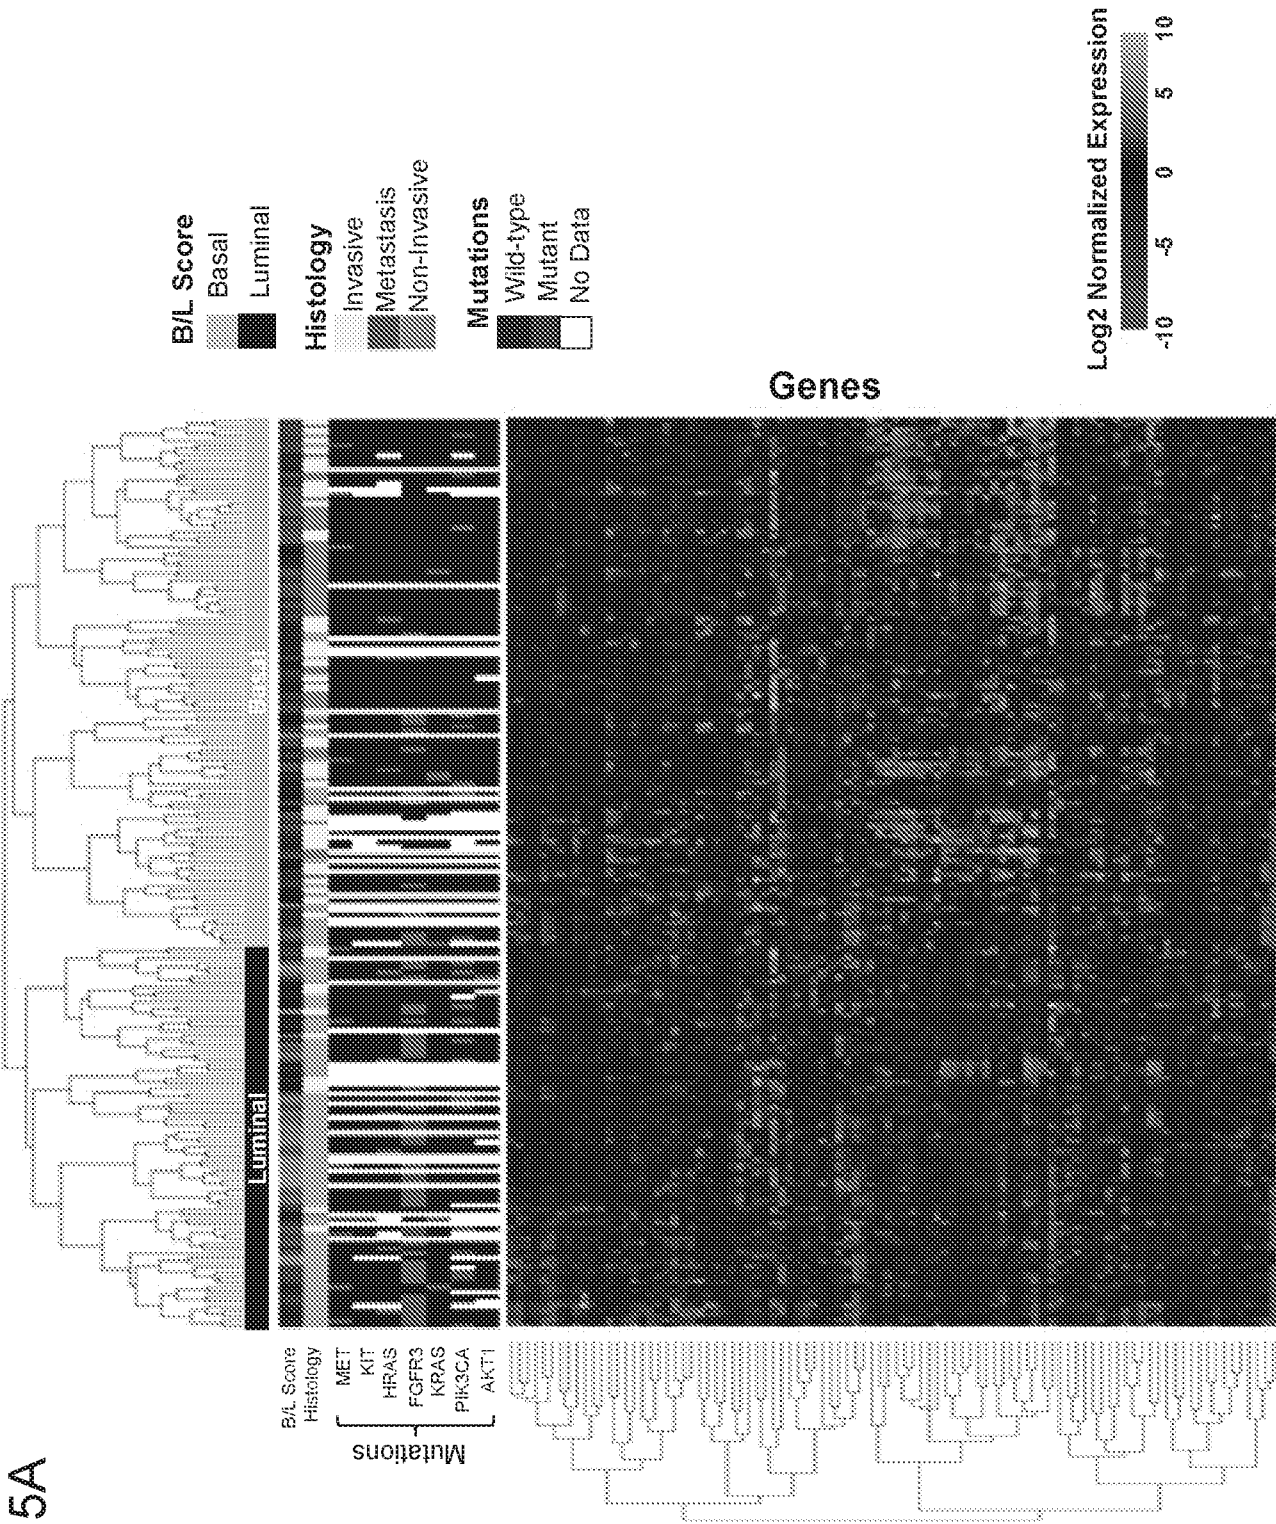 5A
Luminal
B/L Score
Histology
MET
KIT
HRAS
FGFR3
KRAS
PIK3CA
AKT1
Mutations
Genes
B/L Score
Basal
Luminal
Histology
Invasive
Metastasis
Non-Invasive
Mutations
Wild-type
Mutant
No Data
Log2 Normalized Expression
-10
-5
0
5
10